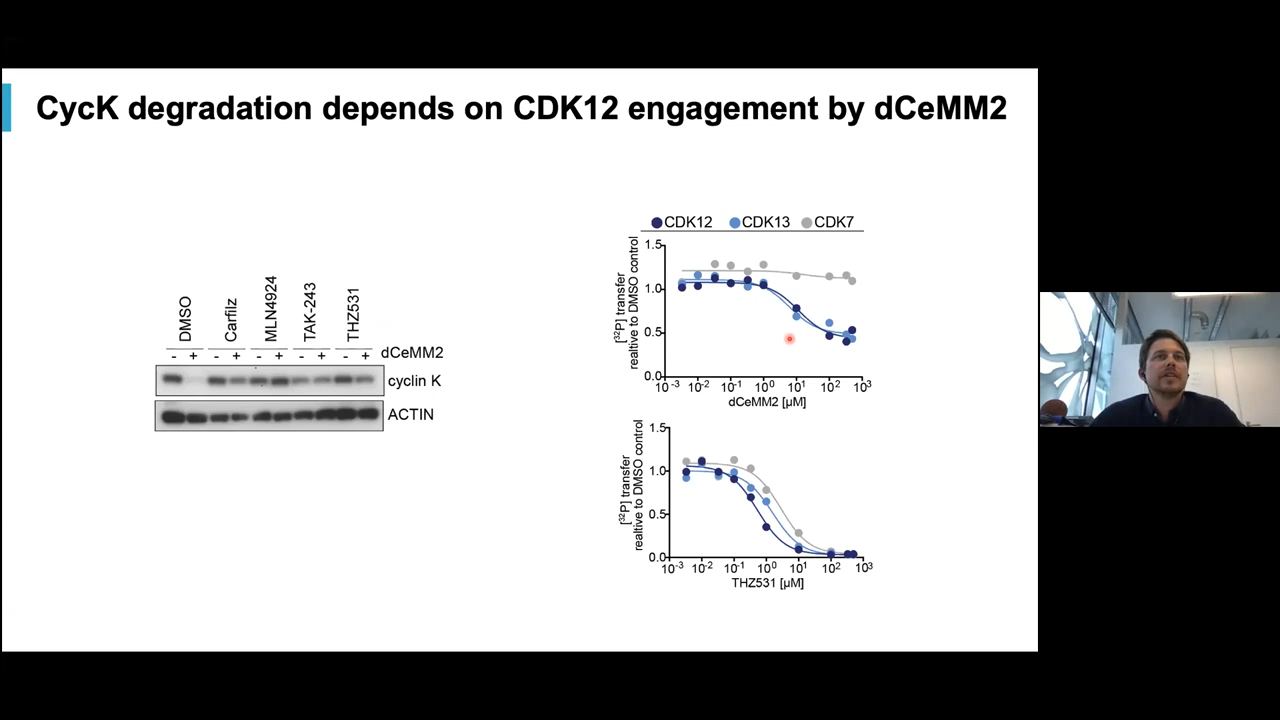 CycK degradation depends on CDK12 engagement by dCeMM2
DMSO
Carfilz
MLN4924
TAK-243
THZ531
- + - + - + - + - + dCeMM2
cyclin K
ACTIN
CDK12 CDK13 CDK7
[32P] transfer
realtive to DMSO control
1.5
1.0
0.5
0.0
10-3 10-2 10-1 100 101 102 103
dCeMM2 [µM]
[32P] transfer
realtive to DMSO control
1.5
1.0
0.5
0.0
10-3 10-2 10-1 100 101 102 103
THZ531 [µM]